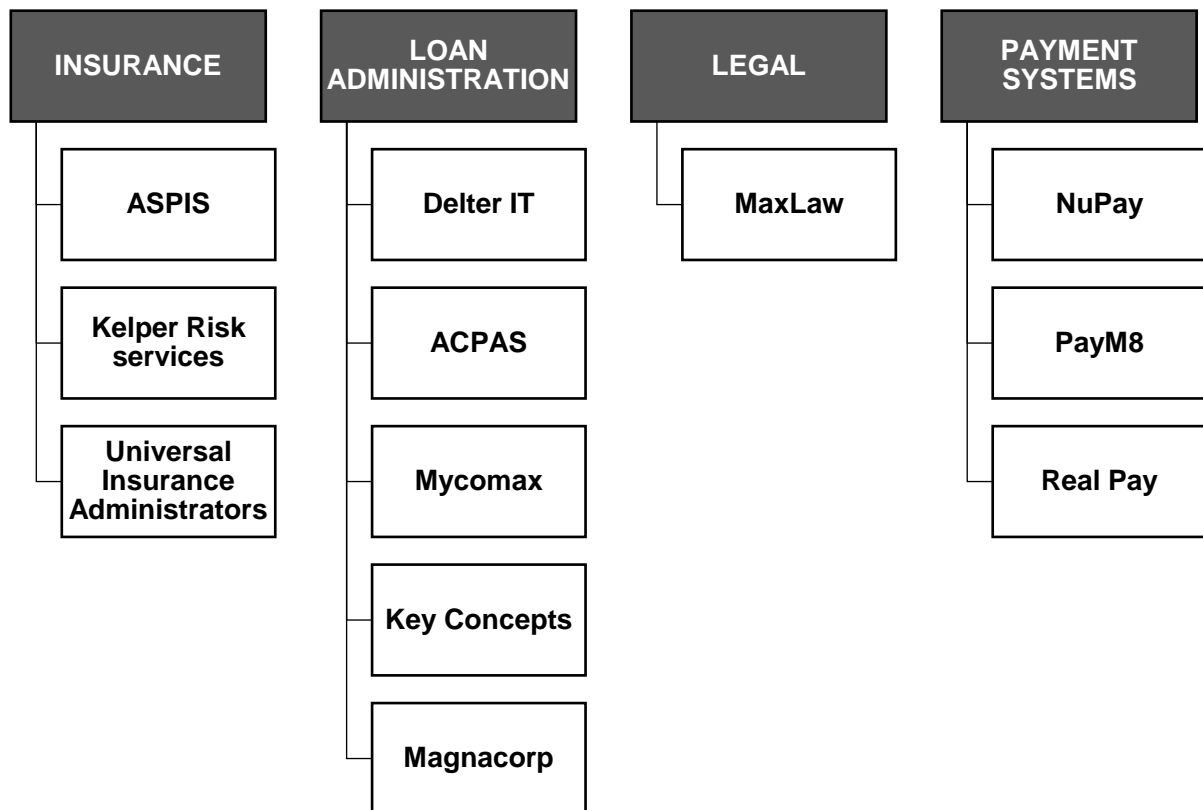 INSURANCE
ASPIS
Kelper Risk
services
Universal
Insurance
Administrators
LOAN
ADMINISTRATION
Delter IT
ACPAS
Mycomax
Key Concepts
Magnacorp
LEGAL
MaxLaw
PAYMENT
SYSTEMS
NuPay
PayM8
Real Pay